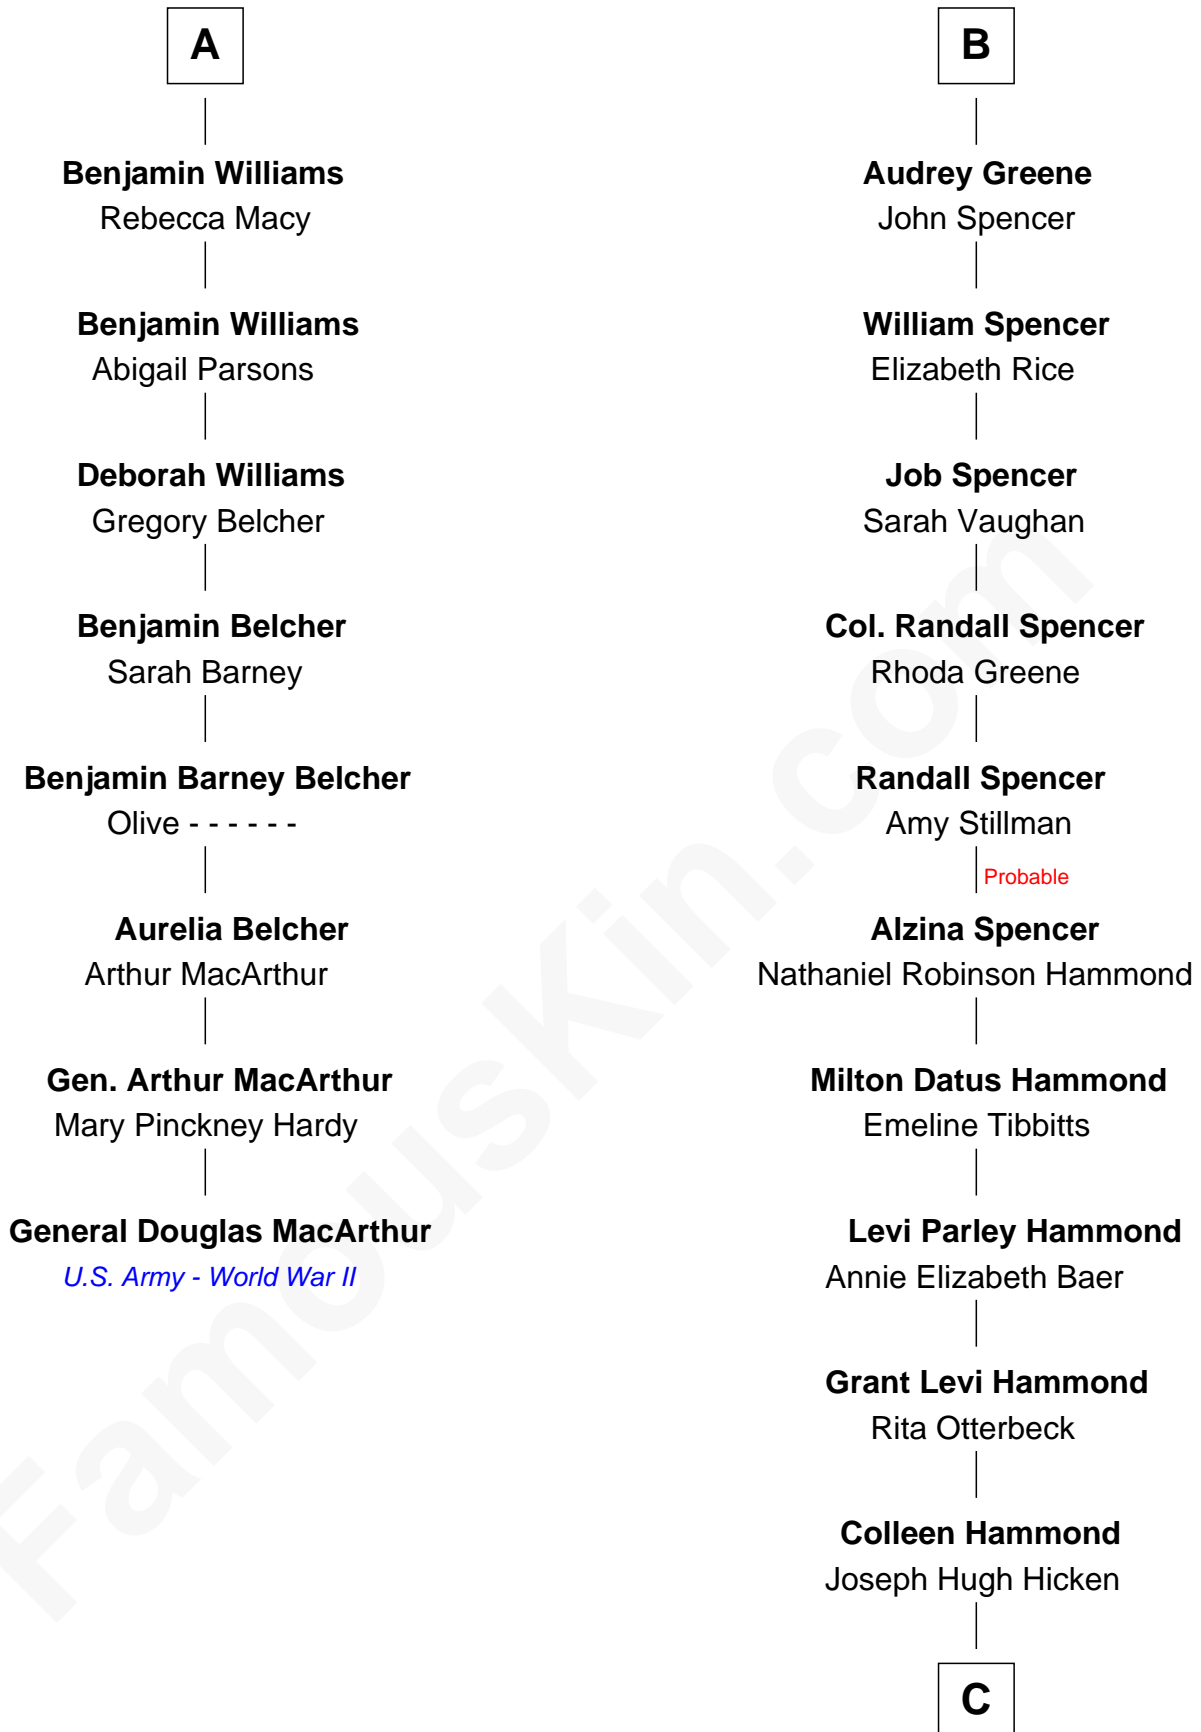 A
Benjamin Williams
Rebecca Macy
Benjamin Williams
Abigail Parsons
Deborah Williams
Gregory Belcher
Benjamin Belcher
Sarah Barney
Benjamin Barney Belcher
Olive - - - - - -
Aurelia Belcher
Arthur MacArthur
Gen. Arthur MacArthur
Mary Pinckney Hardy
General Douglas MacArthur
U.S. Army - World War II
B
Audrey Greene
John Spencer
William Spencer
Elizabeth Rice
Job Spencer
Sarah Vaughan
Col. Randall Spencer
Rhoda Greene
Randall Spencer
Amy Stillman
Probable
Alzina Spencer
Nathaniel Robinson Hammond
Milton Datus Hammond
Emeline Tibbitts
Levi Parley Hammond
Annie Elizabeth Baer
Grant Levi Hammond
Rita Otterbeck
Colleen Hammond
Joseph Hugh Hicken
C
FamousKin.com